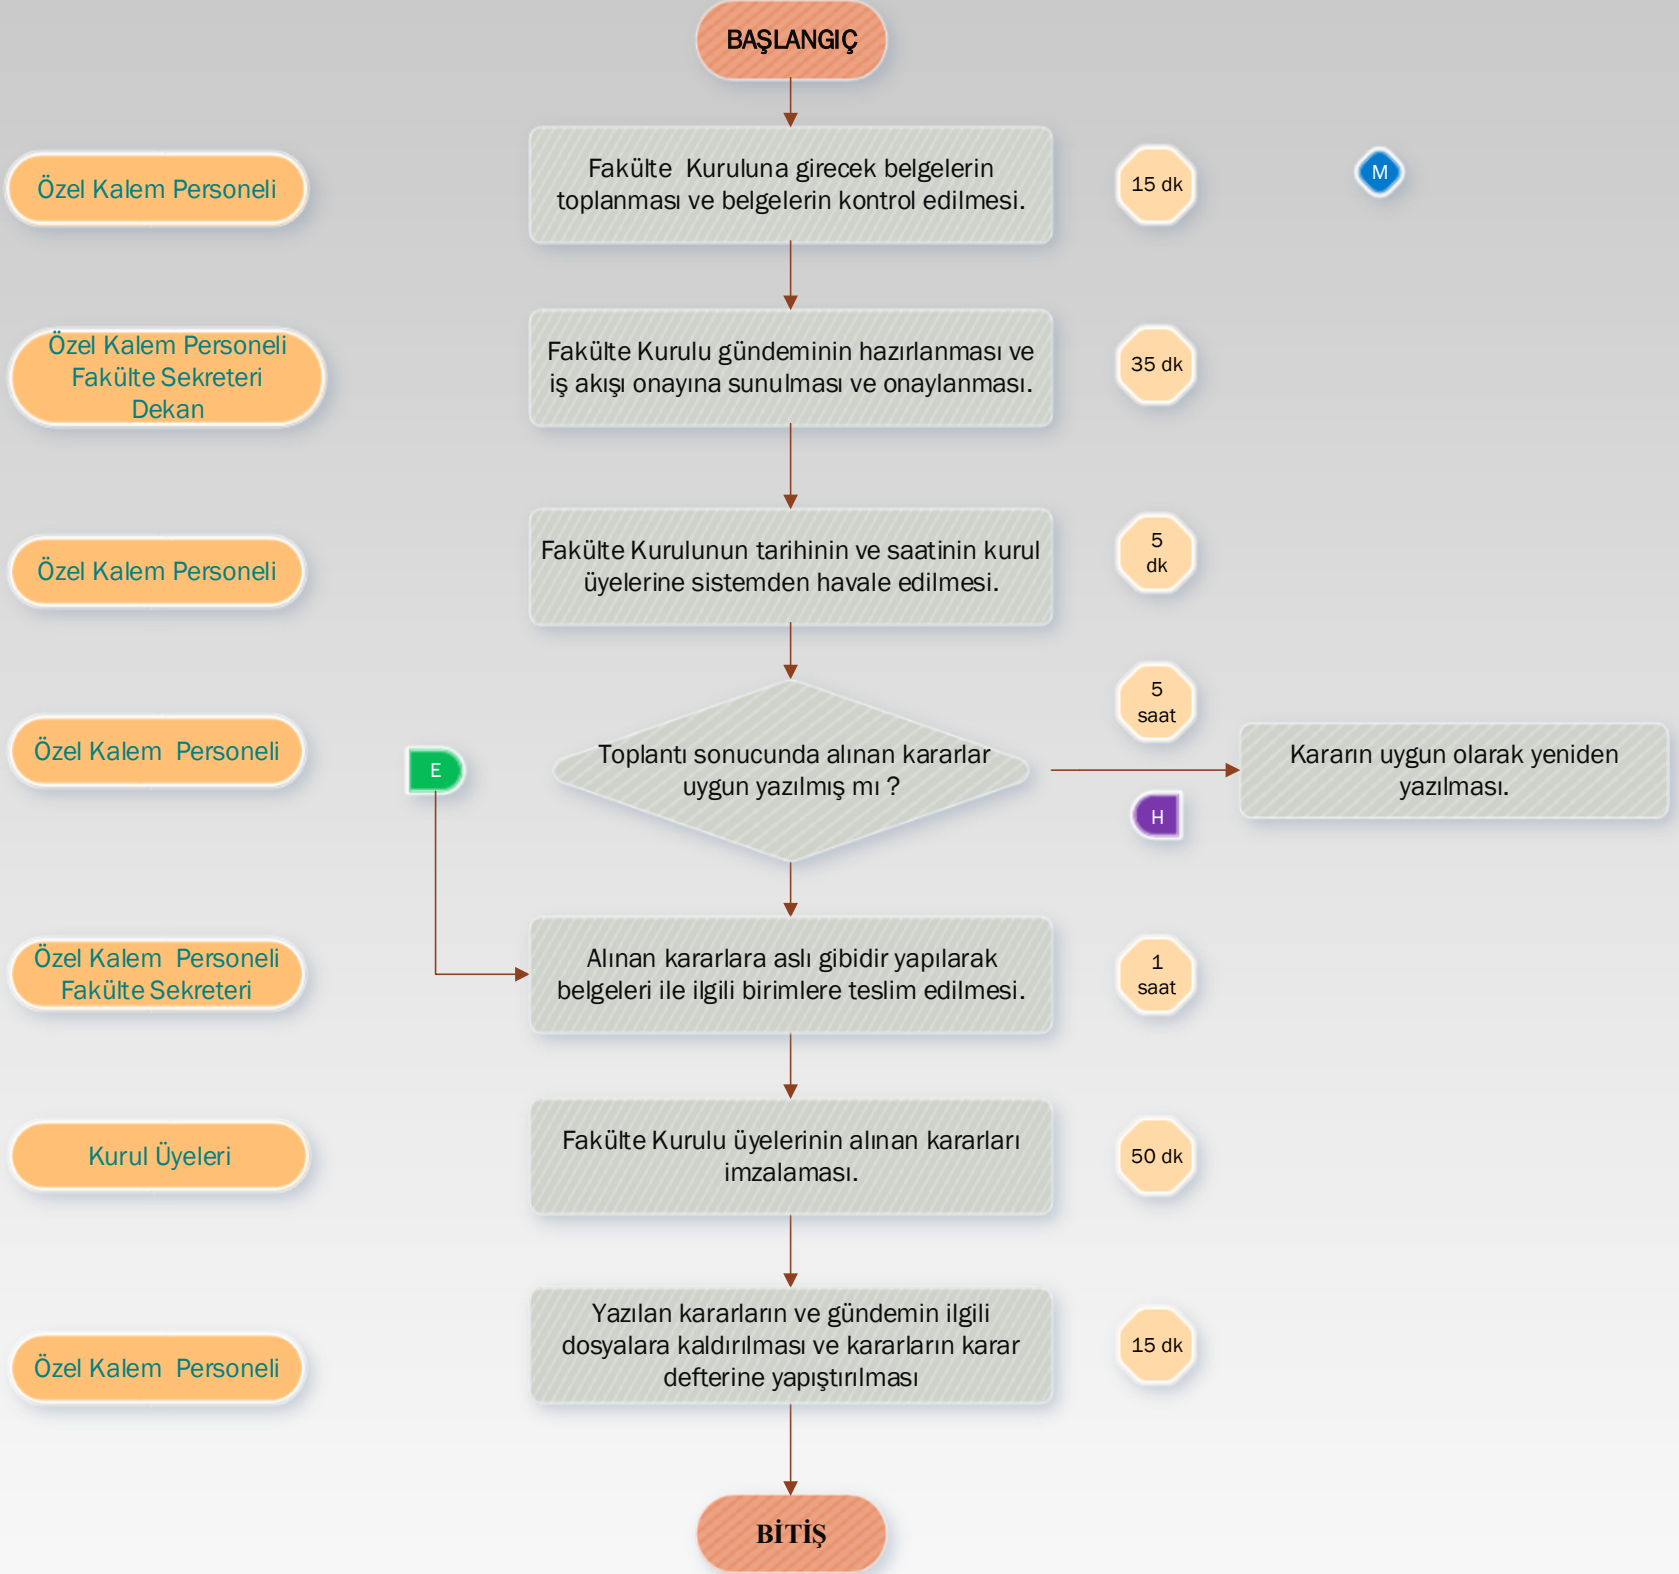 BAŞLANGIÇ
Özel Kalem Personeli
Fakülte Kuruluna girecek belgelerin
toplanması ve belgelerin kontrol edilmesi.
15 dk
M
Özel Kalem Personeli
Fakülte Sekreteri
Dekan
Fakülte Kurulu gündeminin hazırlanması ve
iş akışı onayına sunulması ve onaylanması.
35 dk
Özel Kalem Personeli
Fakülte Kurulunun tarihinin ve saatinin kurul
üyelerine sistemden havale edilmesi.
5
dk
Özel Kalem Personeli
E
Toplantı sonucunda alınan kararlar
uygun yazılmış mı ?
5
saat
H
Kararın uygun olarak yeniden
yazılması.
Özel Kalem Personeli
Fakülte Sekreteri
Alınan kararlara aslı gibidir yapılarak
belgeleri ile ilgili birimlere teslim edilmesi.
1
saat
Kurul Üyeleri
Fakülte Kurulu üyelerinin alınan kararları
imzalaması.
50 dk
Özel Kalem Personeli
Yazılan kararların ve gündemin ilgili
dosyalara kaldırılması ve kararların karar
defterine yapıştırılması
15 dk
BİTİŞ